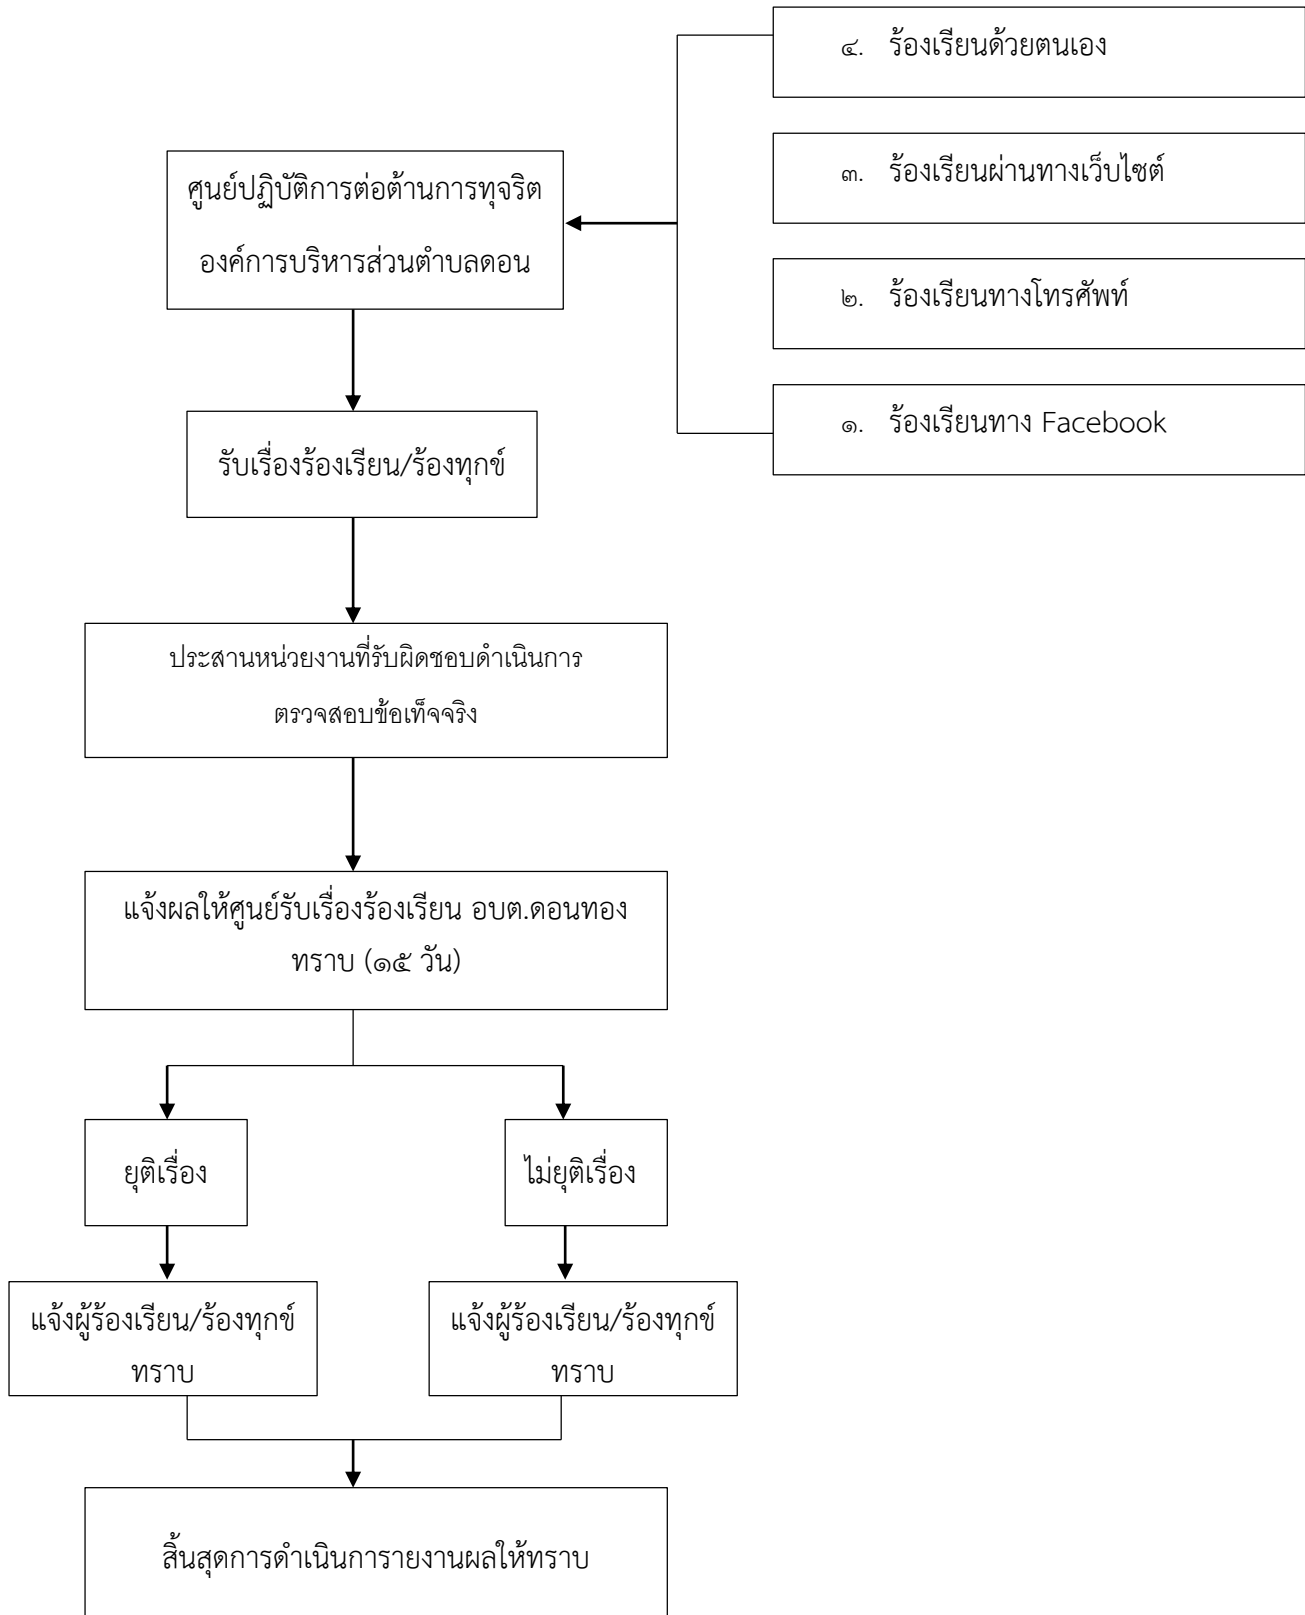 ๔. ร้องเรียนด้วยตนเอง
๓. ร้องเรียนผ่านทางเว็บไซต์
๒. ร้องเรียนทางโทรศัพท์
๑. ร้องเรียนทาง Facebook
ศูนย์ปฏิบัติการต่อต้านการทุจริต
องค์การบริหารส่วนตำบลดอน
รับเรื่องร้องเรียน/ร้องทุกข์
ประสานหน่วยงานที่รับผิดชอบดำเนินการ
ตรวจสอบข้อเท็จจริง
แจ้งผลให้ศูนย์รับเรื่องร้องเรียน อบต.ดอนทอง
ทราบ (๑๕ วัน)
ยุติเรื่อง
ไม่ยุติเรื่อง
แจ้งผู้ร้องเรียน/ร้องทุกข์
ทราบ
แจ้งผู้ร้องเรียน/ร้องทุกข์
ทราบ
สิ้นสุดการดำเนินการายงานผลให้ทราบ